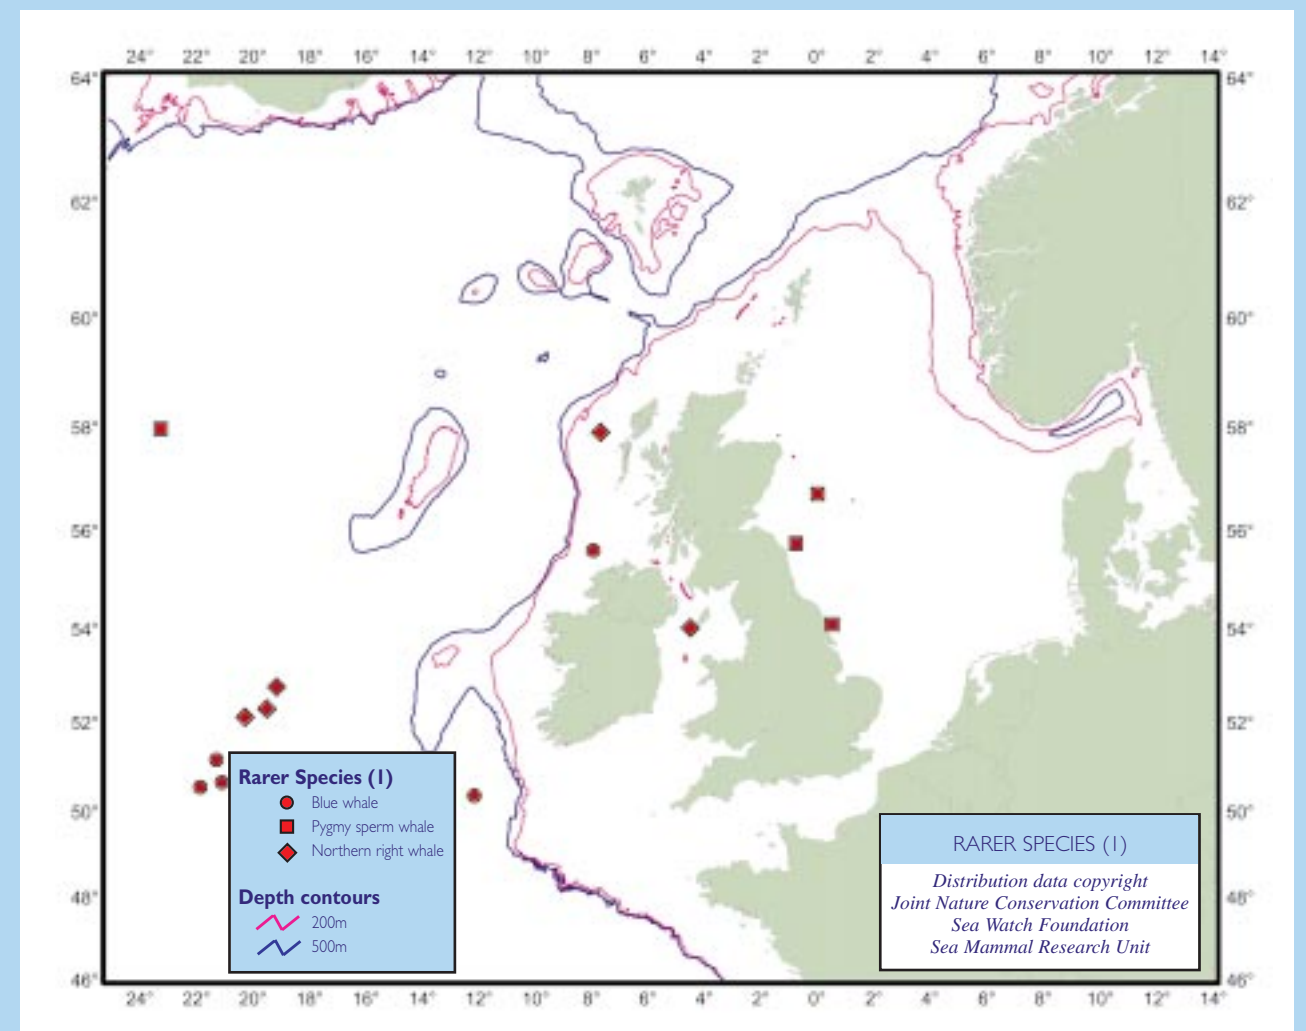 24° 22° 20° 18° 16° 14° 12° 10° 8° 6° 4° 2° 0° 2° 4° 6° 8° 10° 12° 14°
64° 64°
62° 62°
60° 60°
58° 58°
56° 56°
54° 54°
52° 52°
50° 50°
48° 48°
46° 46°
24° 22° 20° 18° 16° 14° 12° 10° 8° 6° 4° 2° 0° 2° 4° 6° 8° 10° 12° 14°
Rarer Species (1)
Blue whale
Pygmy sperm whale
Northern right whale
Depth contours
200m
500m
RARER SPECIES (1)
Distribution data copyright
Joint Nature Conservation Committee
Sea Watch Foundation
Sea Mammal Research Unit